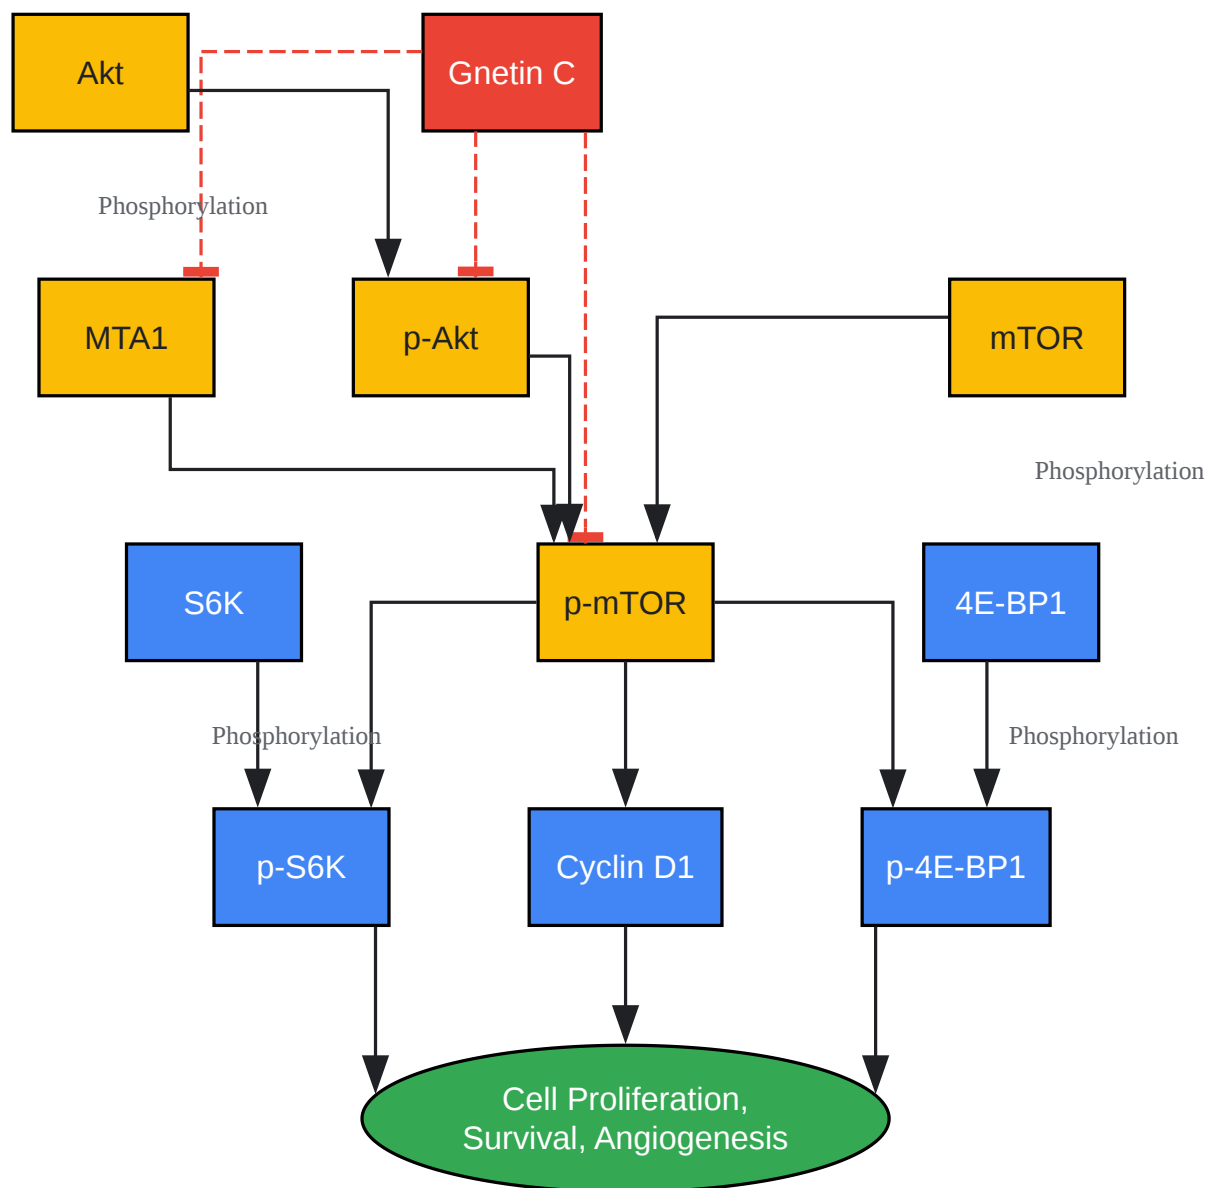 Akt
Gnetin C
Phosphorylation
MTA1
p-Akt
mTOR
Phosphorylation
S6K
p-mTOR
4E-BP1
Phosphorylation
Phosphorylation
p-S6K
Cyclin D1
p-4E-BP1
Cell Proliferation,
Survival, Angiogenesis